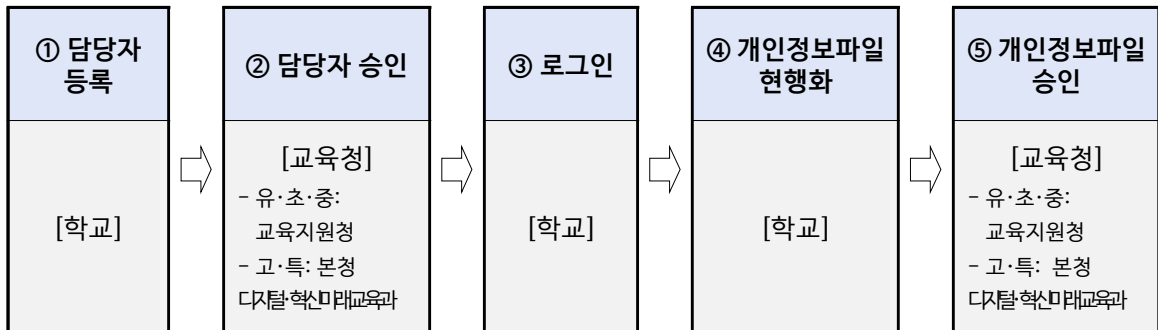 ① 담당자
등록
② 담당자 승인
③ 로그인
④ 개인정보파일
현행화
⑤ 개인정보파일
승인
[학교]
[교육청]
- 유·초·중:
교육지원청
- 고·특: 본청
디지털·혁신미래교육과
[학교]
[학교]
[교육청]
- 유·초·중:
교육지원청
- 고·특: 본청
디지털·혁신미래교육과